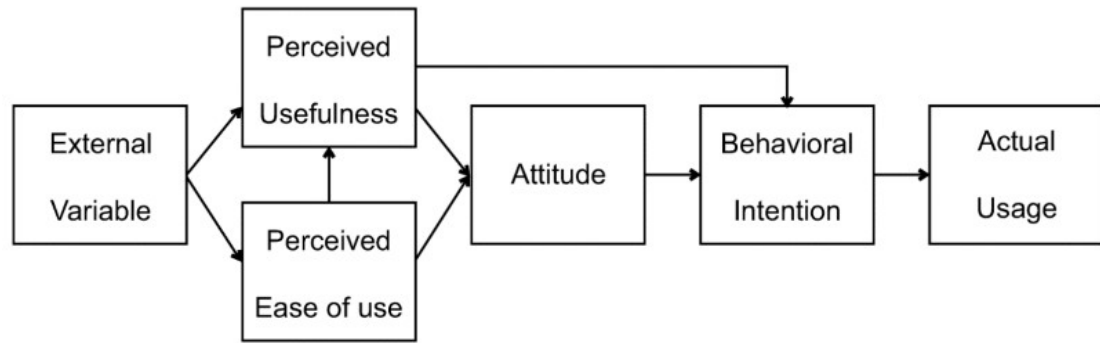 External
Variable
Perceived
Usefulness
Perceived
Ease of use
Attitude
Behavioral
Intention
Actual
Usage